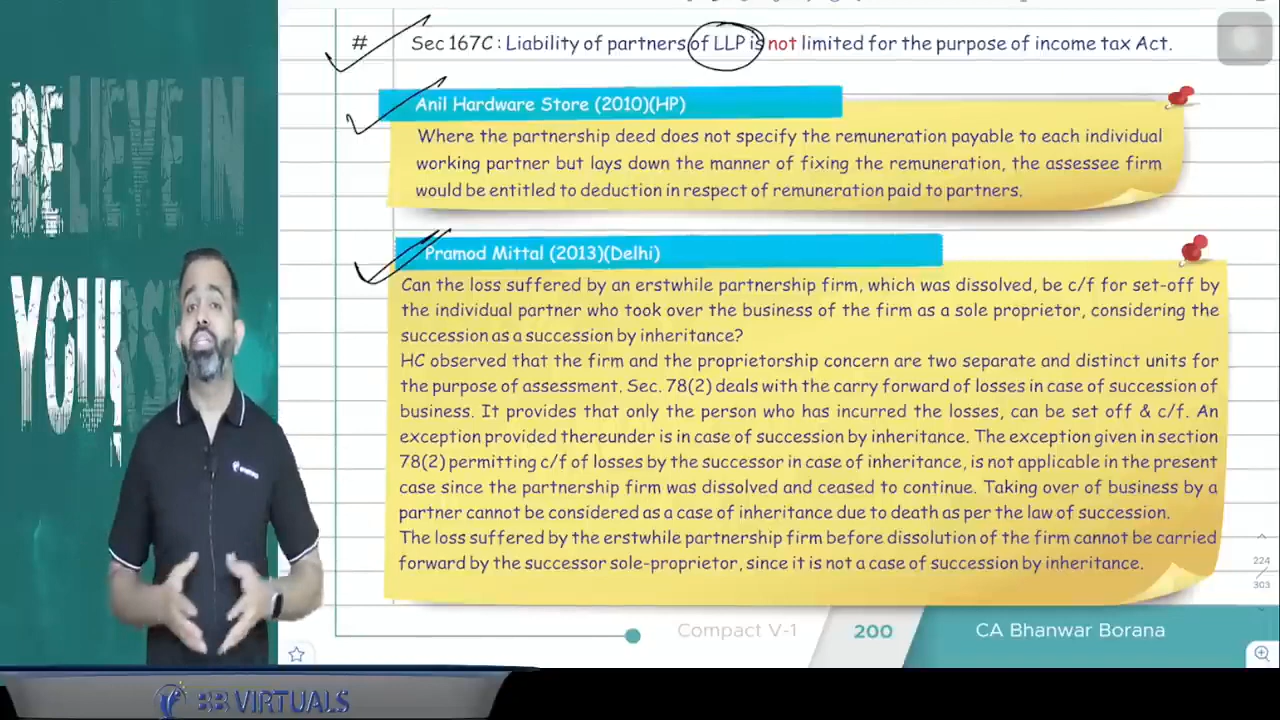 # Sec 167C : Liability of partners of LLP is not limited for the purpose of income tax Act.
Anil Hardware Store (2010)(HP)
Where the partnership deed does not specify the remuneration payable to each individual
working partner but lays down the manner of fixing the remuneration, the assessee firm
would be entitled to deduction in respect of remuneration paid to partners.
Pramod Mittal (2013)(Delhi)
Can the loss suffered by an erstwhile partnership firm, which was dissolved, be c/f for set-off by
the individual partner who took over the business of the firm as a sole proprietor, considering the
succession as a succession by inheritance?
HC observed that the firm and the proprietorship concern are two separate and distinct units for
the purpose of assessment. Sec. 78(2) deals with the carry forward of losses in case of succession of
business. It provides that only the person who has incurred the losses, can be set off & c/f. An
exception provided thereunder is in case of succession by inheritance. The exception given in section
78(2) permitting c/f of losses by the successor in case of inheritance, is not applicable in the present
case since the partnership firm was dissolved and ceased to continue. Taking over of business by a
partner cannot be considered as a case of inheritance due to death as per the law of succession.
The loss suffered by the erstwhile partnership firm before dissolution of the firm cannot be carried
forward by the successor sole-proprietor, since it is not a case of succession by inheritance.
224
303
Compact V-1 200 CA Bhanwar Borana
BELIEVE IN
BB VIRTUALS